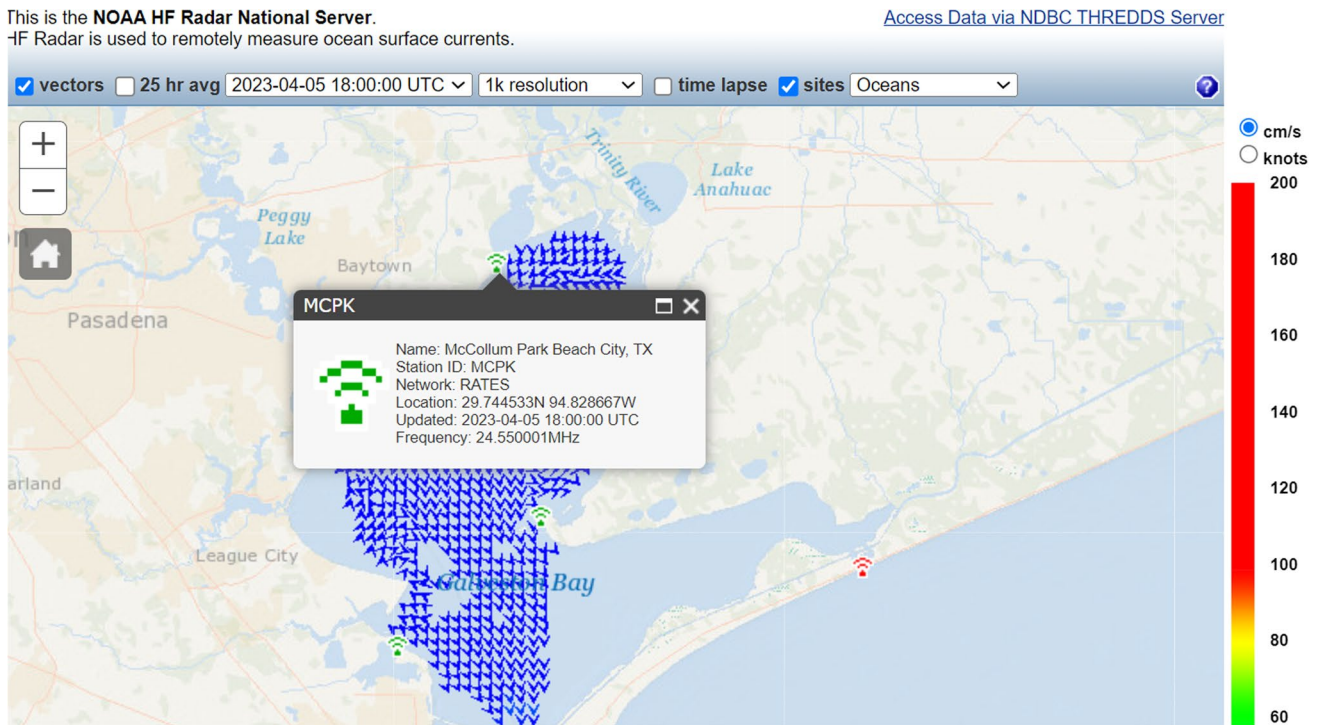 This is the NOAA HF Radar National Server.
Access Data via NDBC THREDDS Server
HF Radar is used to remotely measure ocean surface currents.
vectors 25 hr avg 2023-04-05 18:00:00 UTC 1k resolution time lapse sites Oceans ?
cm/s
knots
+
−
Trinity River
Lake
Anahuac
Peggy
Lake
Baytown
Pasadena
MCPK
Name: McCollum Park Beach City, TX
Station ID: MCPK
Network: RATES
Location: 29.744533N 94.828667W
Updated: 2023-04-05 18:00:00 UTC
Frequency: 24.550001MHz
arland
League City
Galveston Bay
200
180
160
140
120
100
80
60